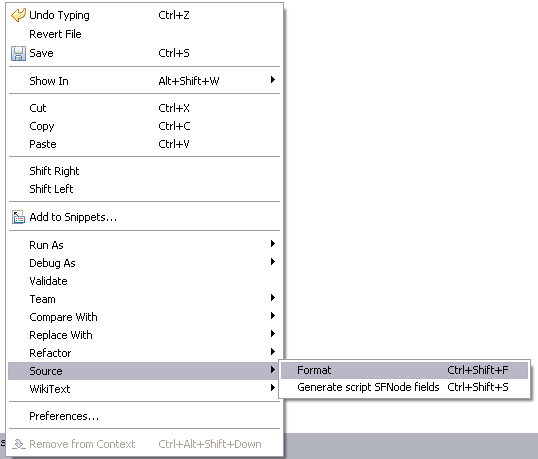 Undo Typing Ctrl+Z
Revert File
Save Ctrl+S
Show In Alt+Shift+W
Cut Ctrl+X
Copy Ctrl+C
Paste Ctrl+V
Shift Right
Shift Left
Add to Snippets...
Run As
Debug As
Validate
Team
Compare With
Replace With
Refactor
Source
Format Ctrl+Shift+F
Generate script SFNode fields Ctrl+Shift+S
WikiText
Preferences...
Remove from Context Ctrl+Alt+Shift+Down